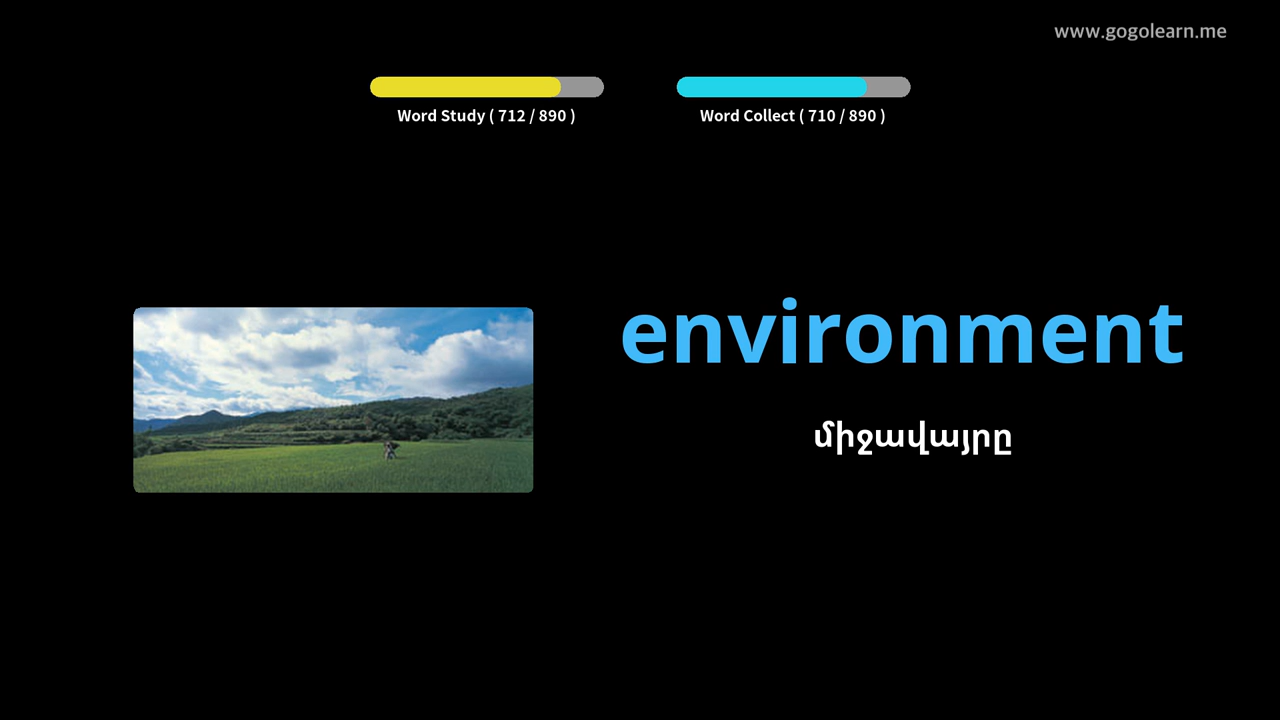 www.gogolearn.me
Word Study ( 712 / 890 )
Word Collect ( 710 / 890 )
environment
միջավայրը